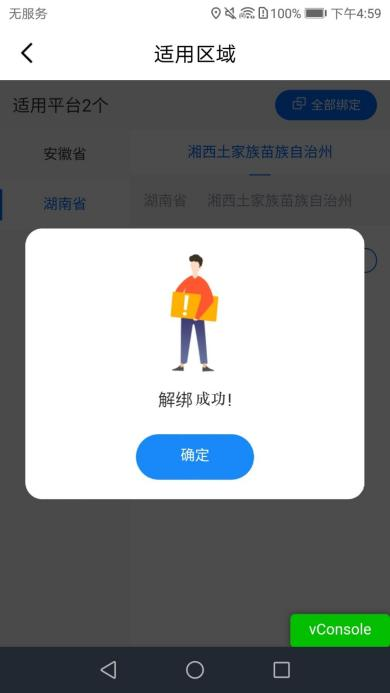 无服务
100% 下午4:59
适用区域
适用平台2个
全部绑定
安徽省
湘西土家族苗族自治州
湖南省
湖南省 湘西土家族苗族自治州
解绑成功!
确定
vConsole